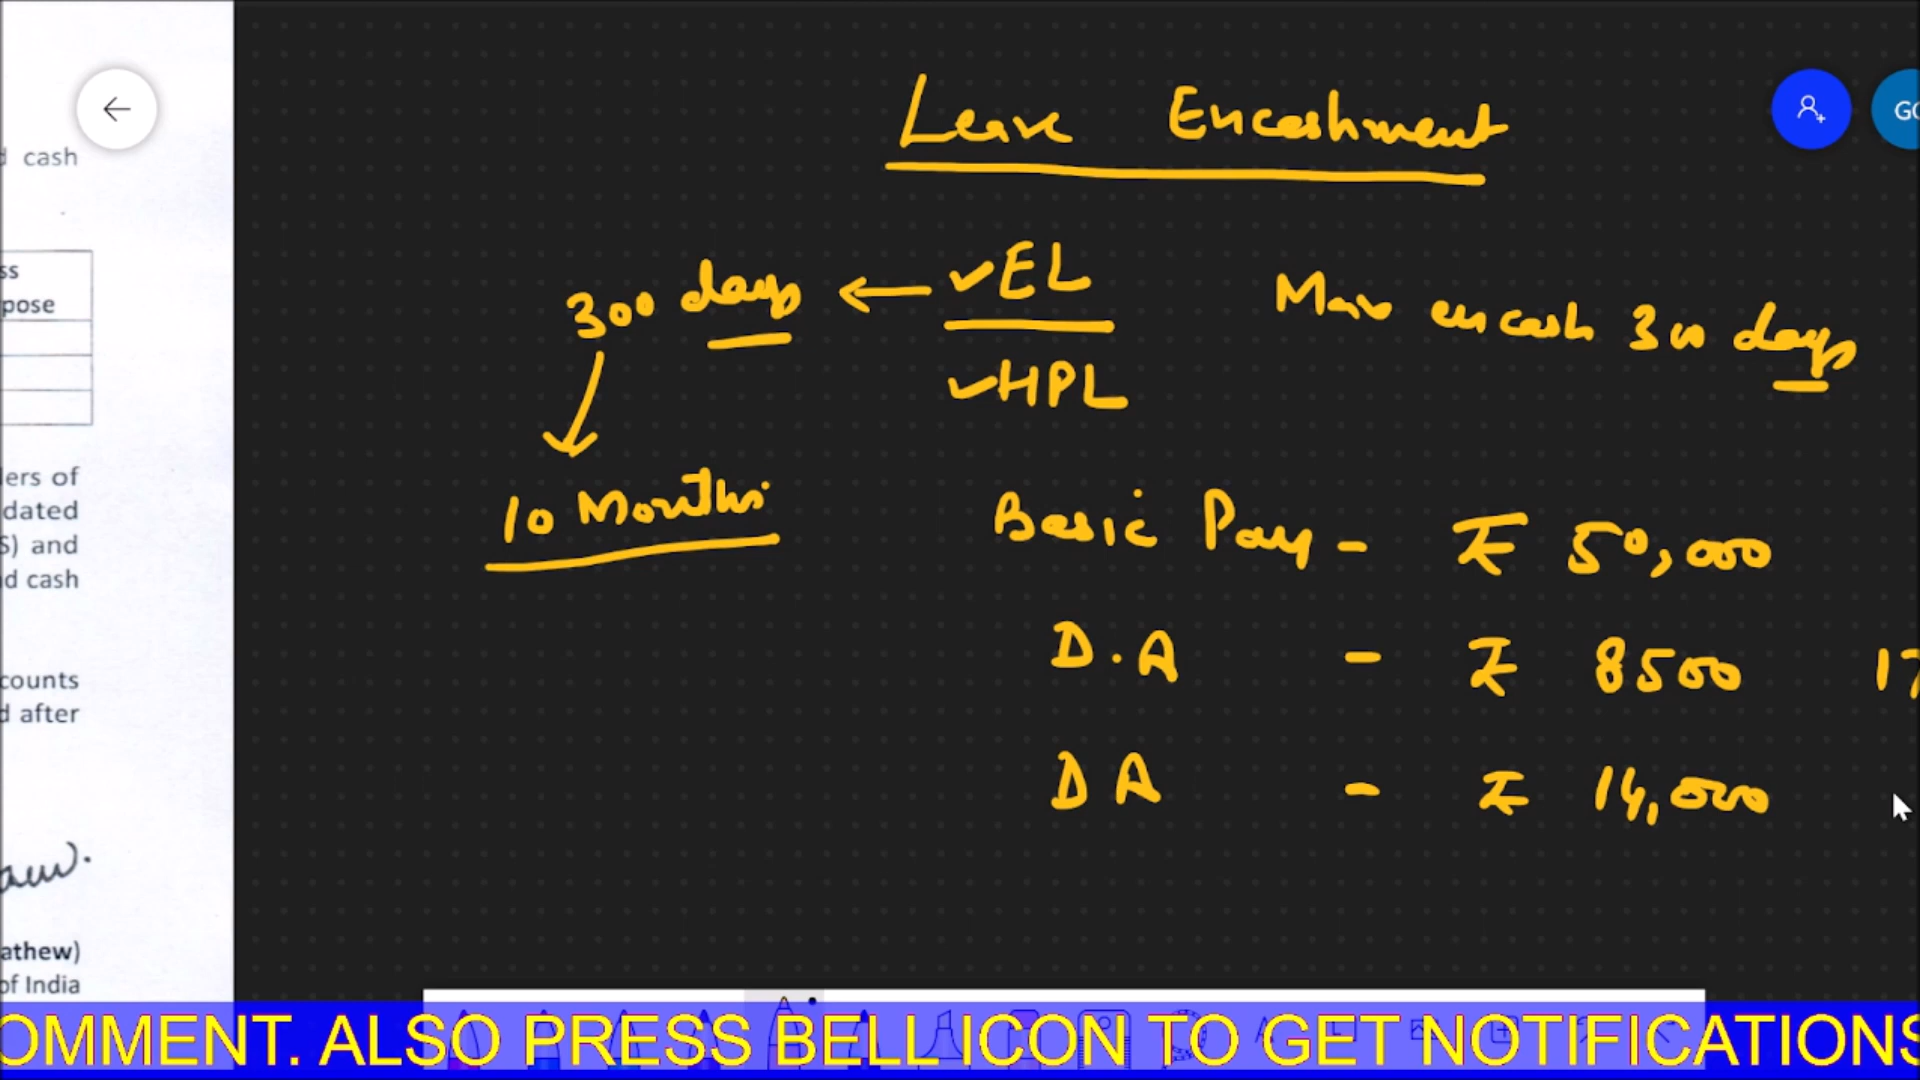 cash
ss
pose
ers of
dated
S) and
d cash
counts
d after
athew)
of India
Leave Encashment
300 days ← ✓EL
✓HPL
Max encash 300 days
10 Months
Basic Pay - ₹ 50,000
D.A - ₹ 8500 17
DA - ₹ 14,000
GO
OMMENT. ALSO PRESS BELL ICON TO GET NOTIFICATIONS